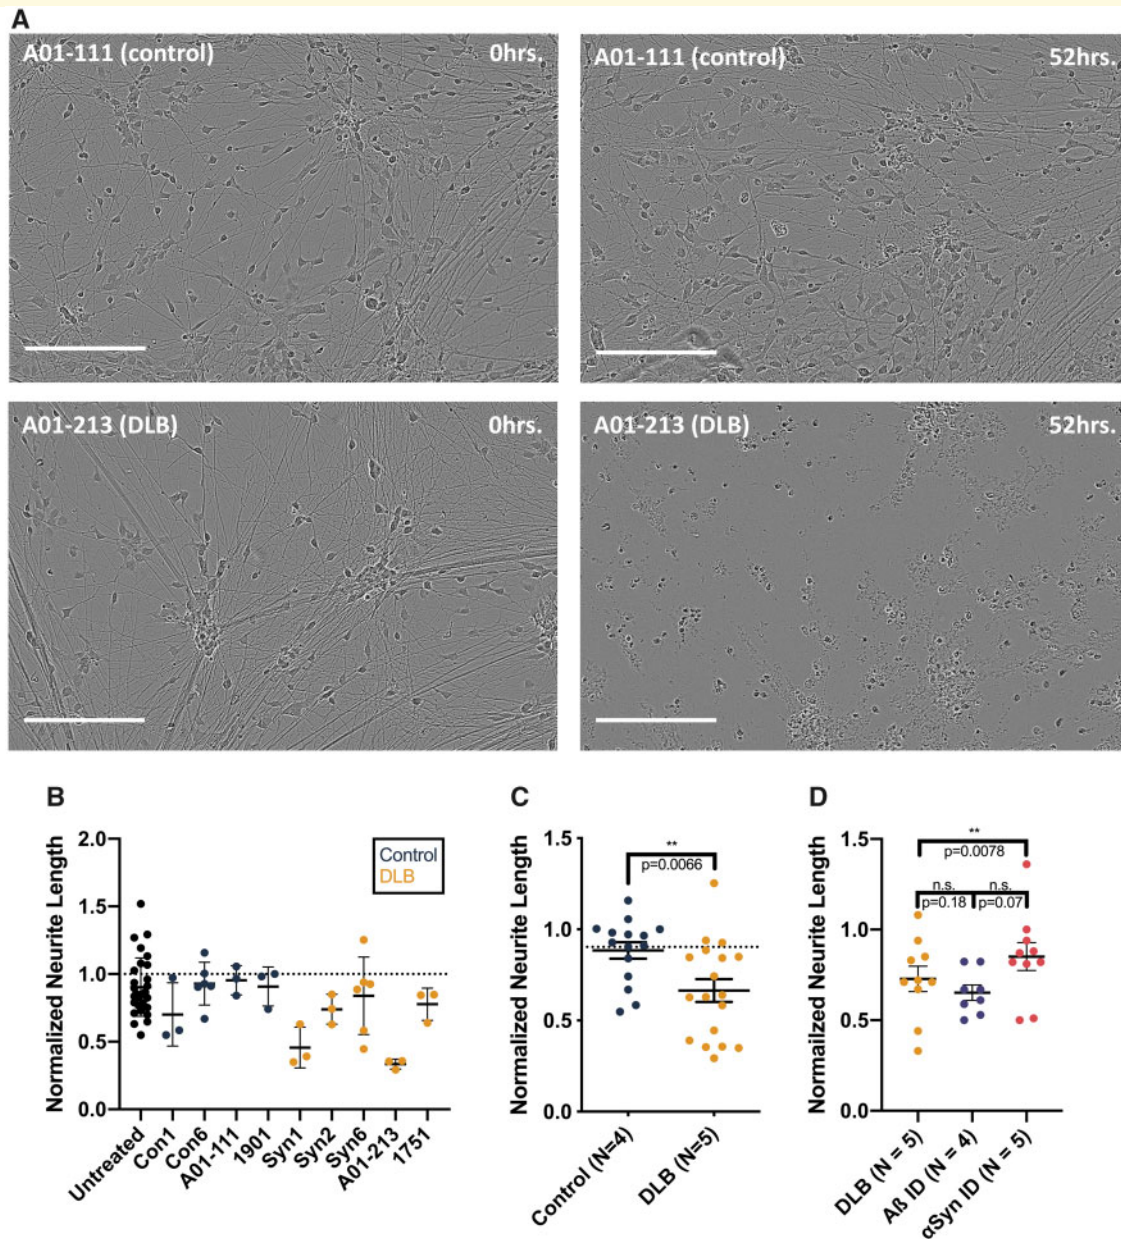 A
A01-111 (control) 0hrs.
A01-111 (control) 52hrs.
A01-213 (DLB) 0hrs.
A01-213 (DLB) 52hrs.
B
Normalized Neurite Length
2.0
1.5
1.0
0.5
0.0
Control
DLB
Untreated
Con1
Con6
A01-111
1901
Syn1
Syn2
Syn6
A01-213
1751
C
Normalized Neurite Length
1.5
1.0
0.5
0.0
**
p=0.0066
Control (N=4)
DLB (N=5)
D
Normailzed Neurite Length
1.5
1.0
0.5
0.0
**
p=0.0078
n.s.
p=0.18
n.s.
p=0.07
DLB (N = 5)
Aß ID (N = 4)
αSyn ID (N = 5)